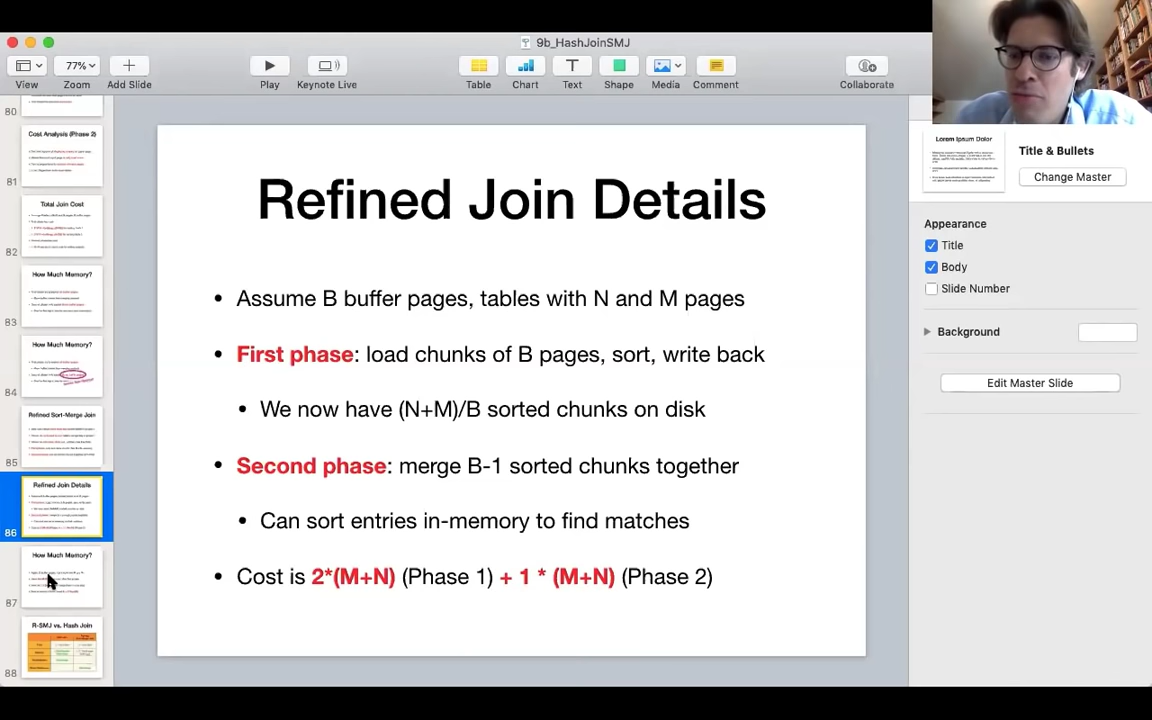 9b_HashJoinSMJ
77%
View
Zoom
Add Slide
Play
Keynote Live
Table
Chart
Text
Shape
Media
Comment
Collaborate
80
Cost Analysis (Phase 2)
81
Total Join Cost
82
How Much Memory?
83
How Much Memory?
84
Refined Sort-Merge Join
85
Refined Join Details
86
How Much Memory?
87
R-SMJ vs. Hash Join
88
Refined Join Details
• Assume B buffer pages, tables with N and M pages
• First phase: load chunks of B pages, sort, write back
• We now have (N+M)/B sorted chunks on disk
• Second phase: merge B-1 sorted chunks together
• Can sort entries in-memory to find matches
• Cost is 2*(M+N) (Phase 1) + 1 * (M+N) (Phase 2)
Lorem Ipsum Dolor
Title & Bullets
Change Master
Appearance
Title
Body
Slide Number
Background
Edit Master Slide